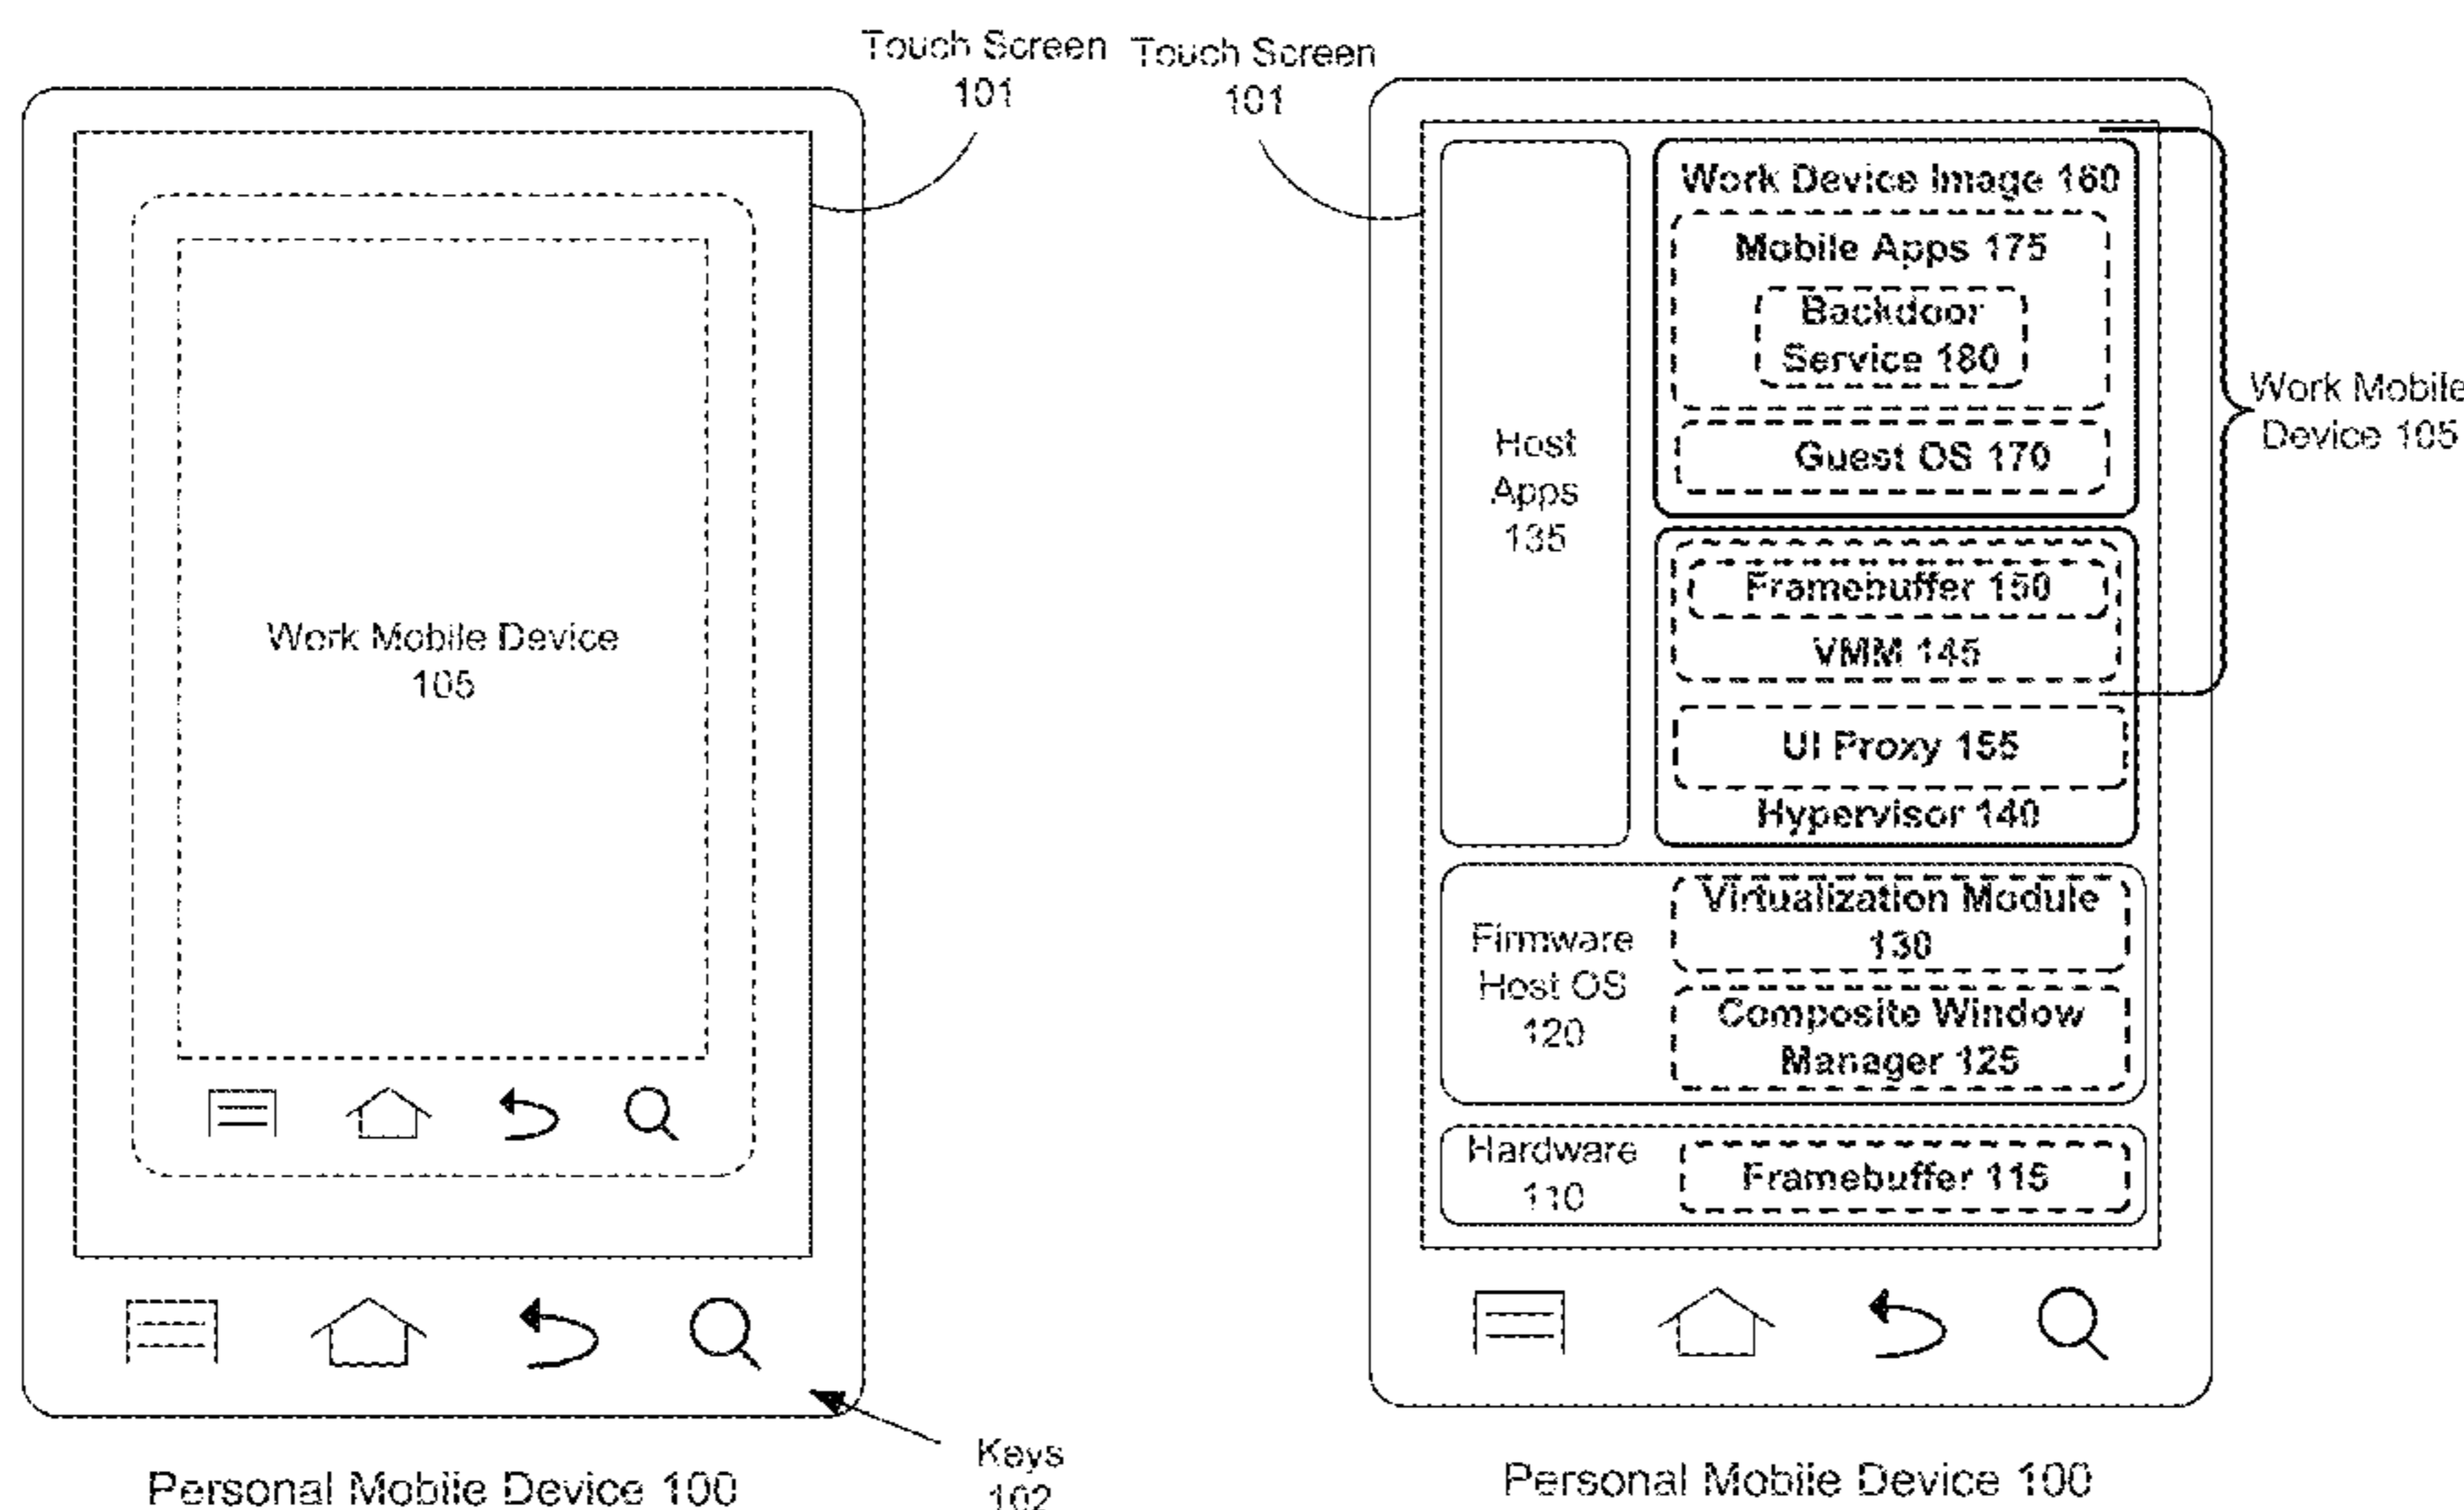 Touch Screen
101
Work Mobile Device
105
Keys
102
Personal Mobile Device 100
Touch Screen
101
Host
Apps
135
Work Device Image 160
Mobile Apps 175
Backdoor
Service 180
Guest OS 170
Framebuffer 150
VMM 145
UI Proxy 155
Hypervisor 140
Work Mobile
Device 105
Firmware
Host OS
120
Virtualization Module
130
Composite Window
Manager 125
Hardware
110
Framebuffer 115
Personal Mobile Device 100